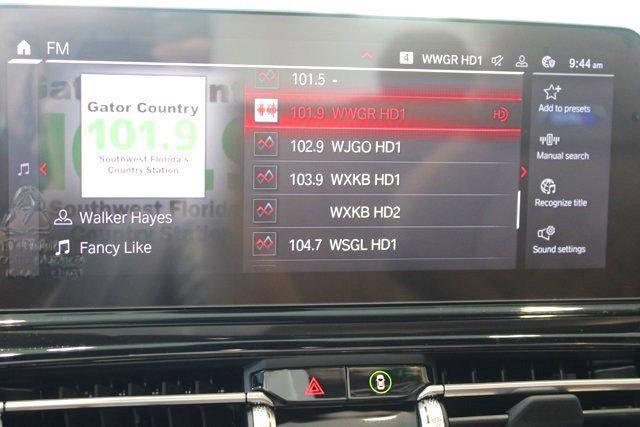 FM
4 WWGR HD1
9:44 am
Gator Country
101.9
Southwest Florida's
Country Station
Walker Hayes
Fancy Like
101.5 -
101.9 WWGR HD1
102.9 WJGO HD1
103.9 WXKB HD1
WXKB HD2
104.7 WSGL HD1
Add to presets
Manual search
Recognize title
Sound settings